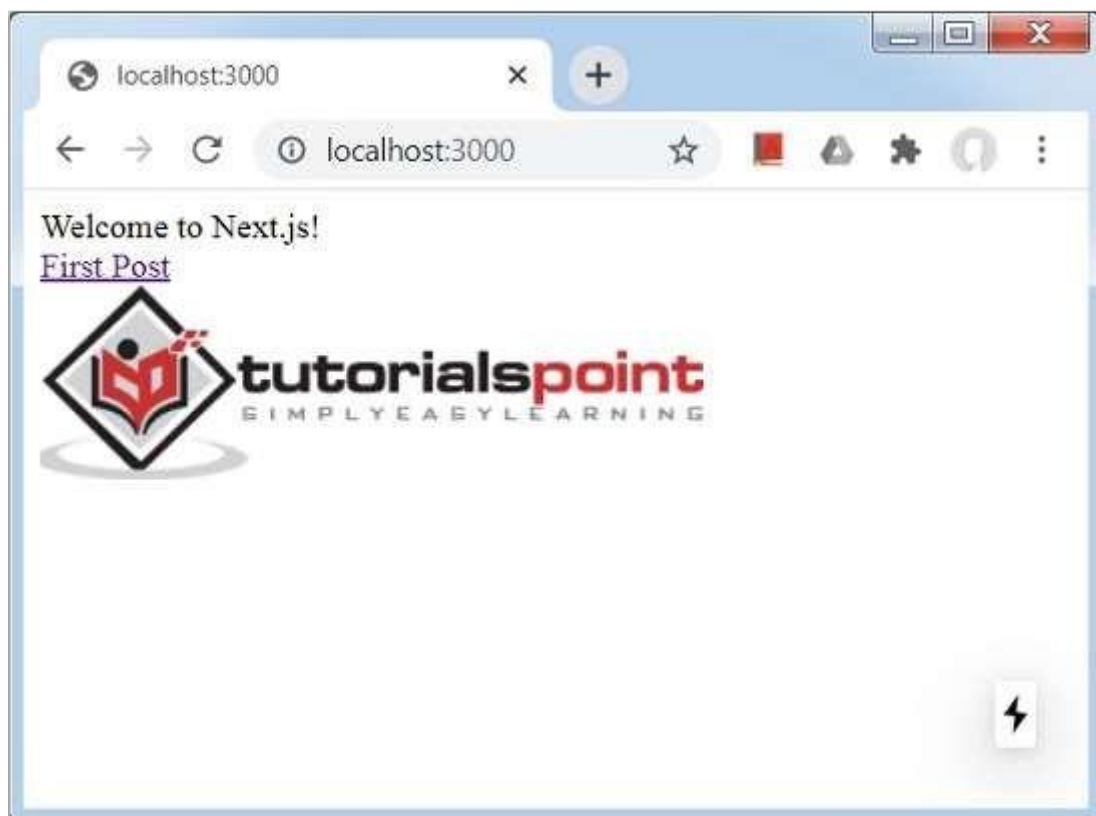 localhost:3000
localhost:3000
Welcome to Next.js!
First Post
tutorialspoint
SIMPLYEASYLEARNING